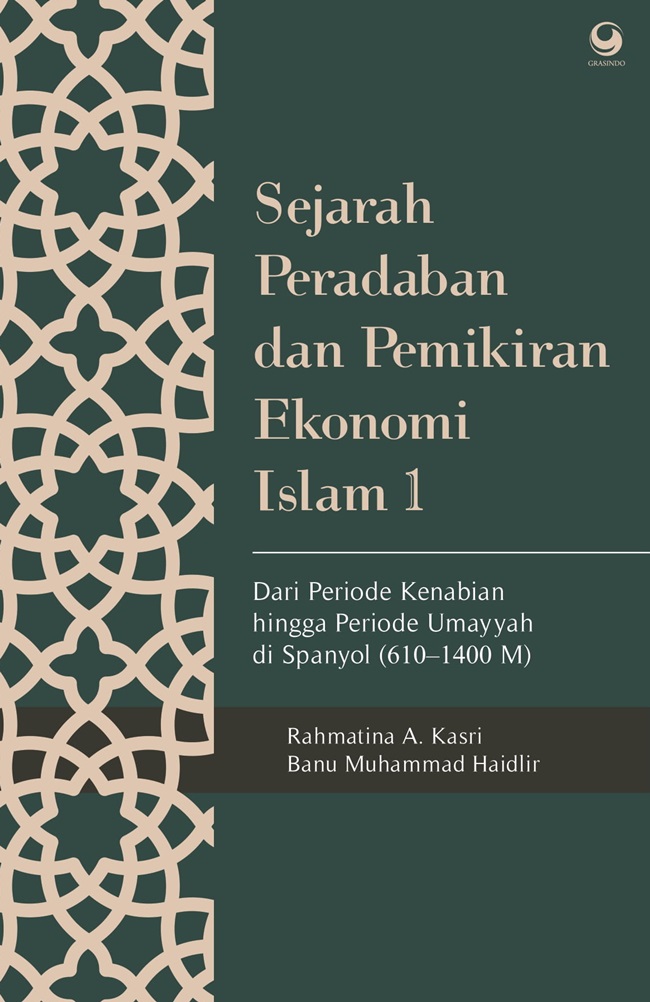 GRASINDO
Sejarah
Peradaban
dan Pemikiran
Ekonomi
Islam 1
Dari Periode Kenabian
hingga Periode Umayyah
di Spanyol (610–1400 M)
Rahmatina A. Kasri
Banu Muhammad Haidlir